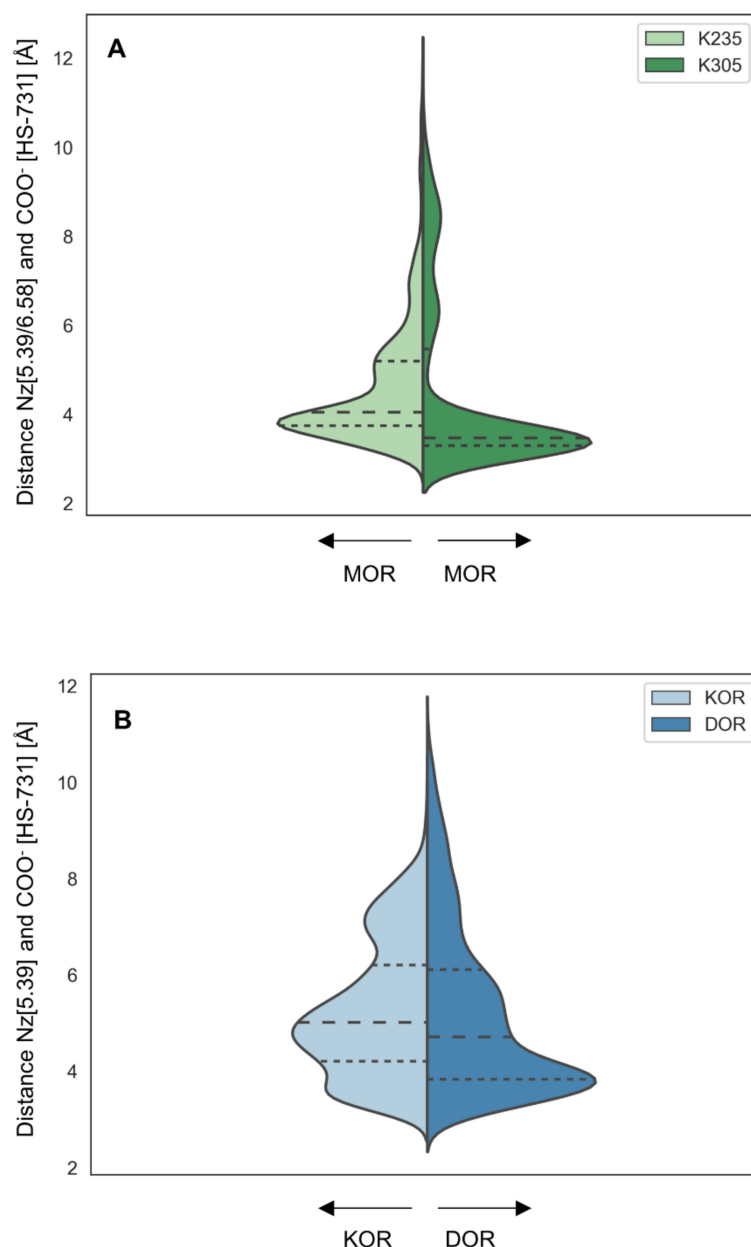 A
K235
K305
Distance Nz[5.39/6.58] and COO⁻ [HS-731] [Å]
12
10
8
6
4
2
MOR MOR
B
KOR
DOR
Distance Nz[5.39] and COO⁻ [HS-731] [Å]
12
10
8
6
4
2
KOR DOR